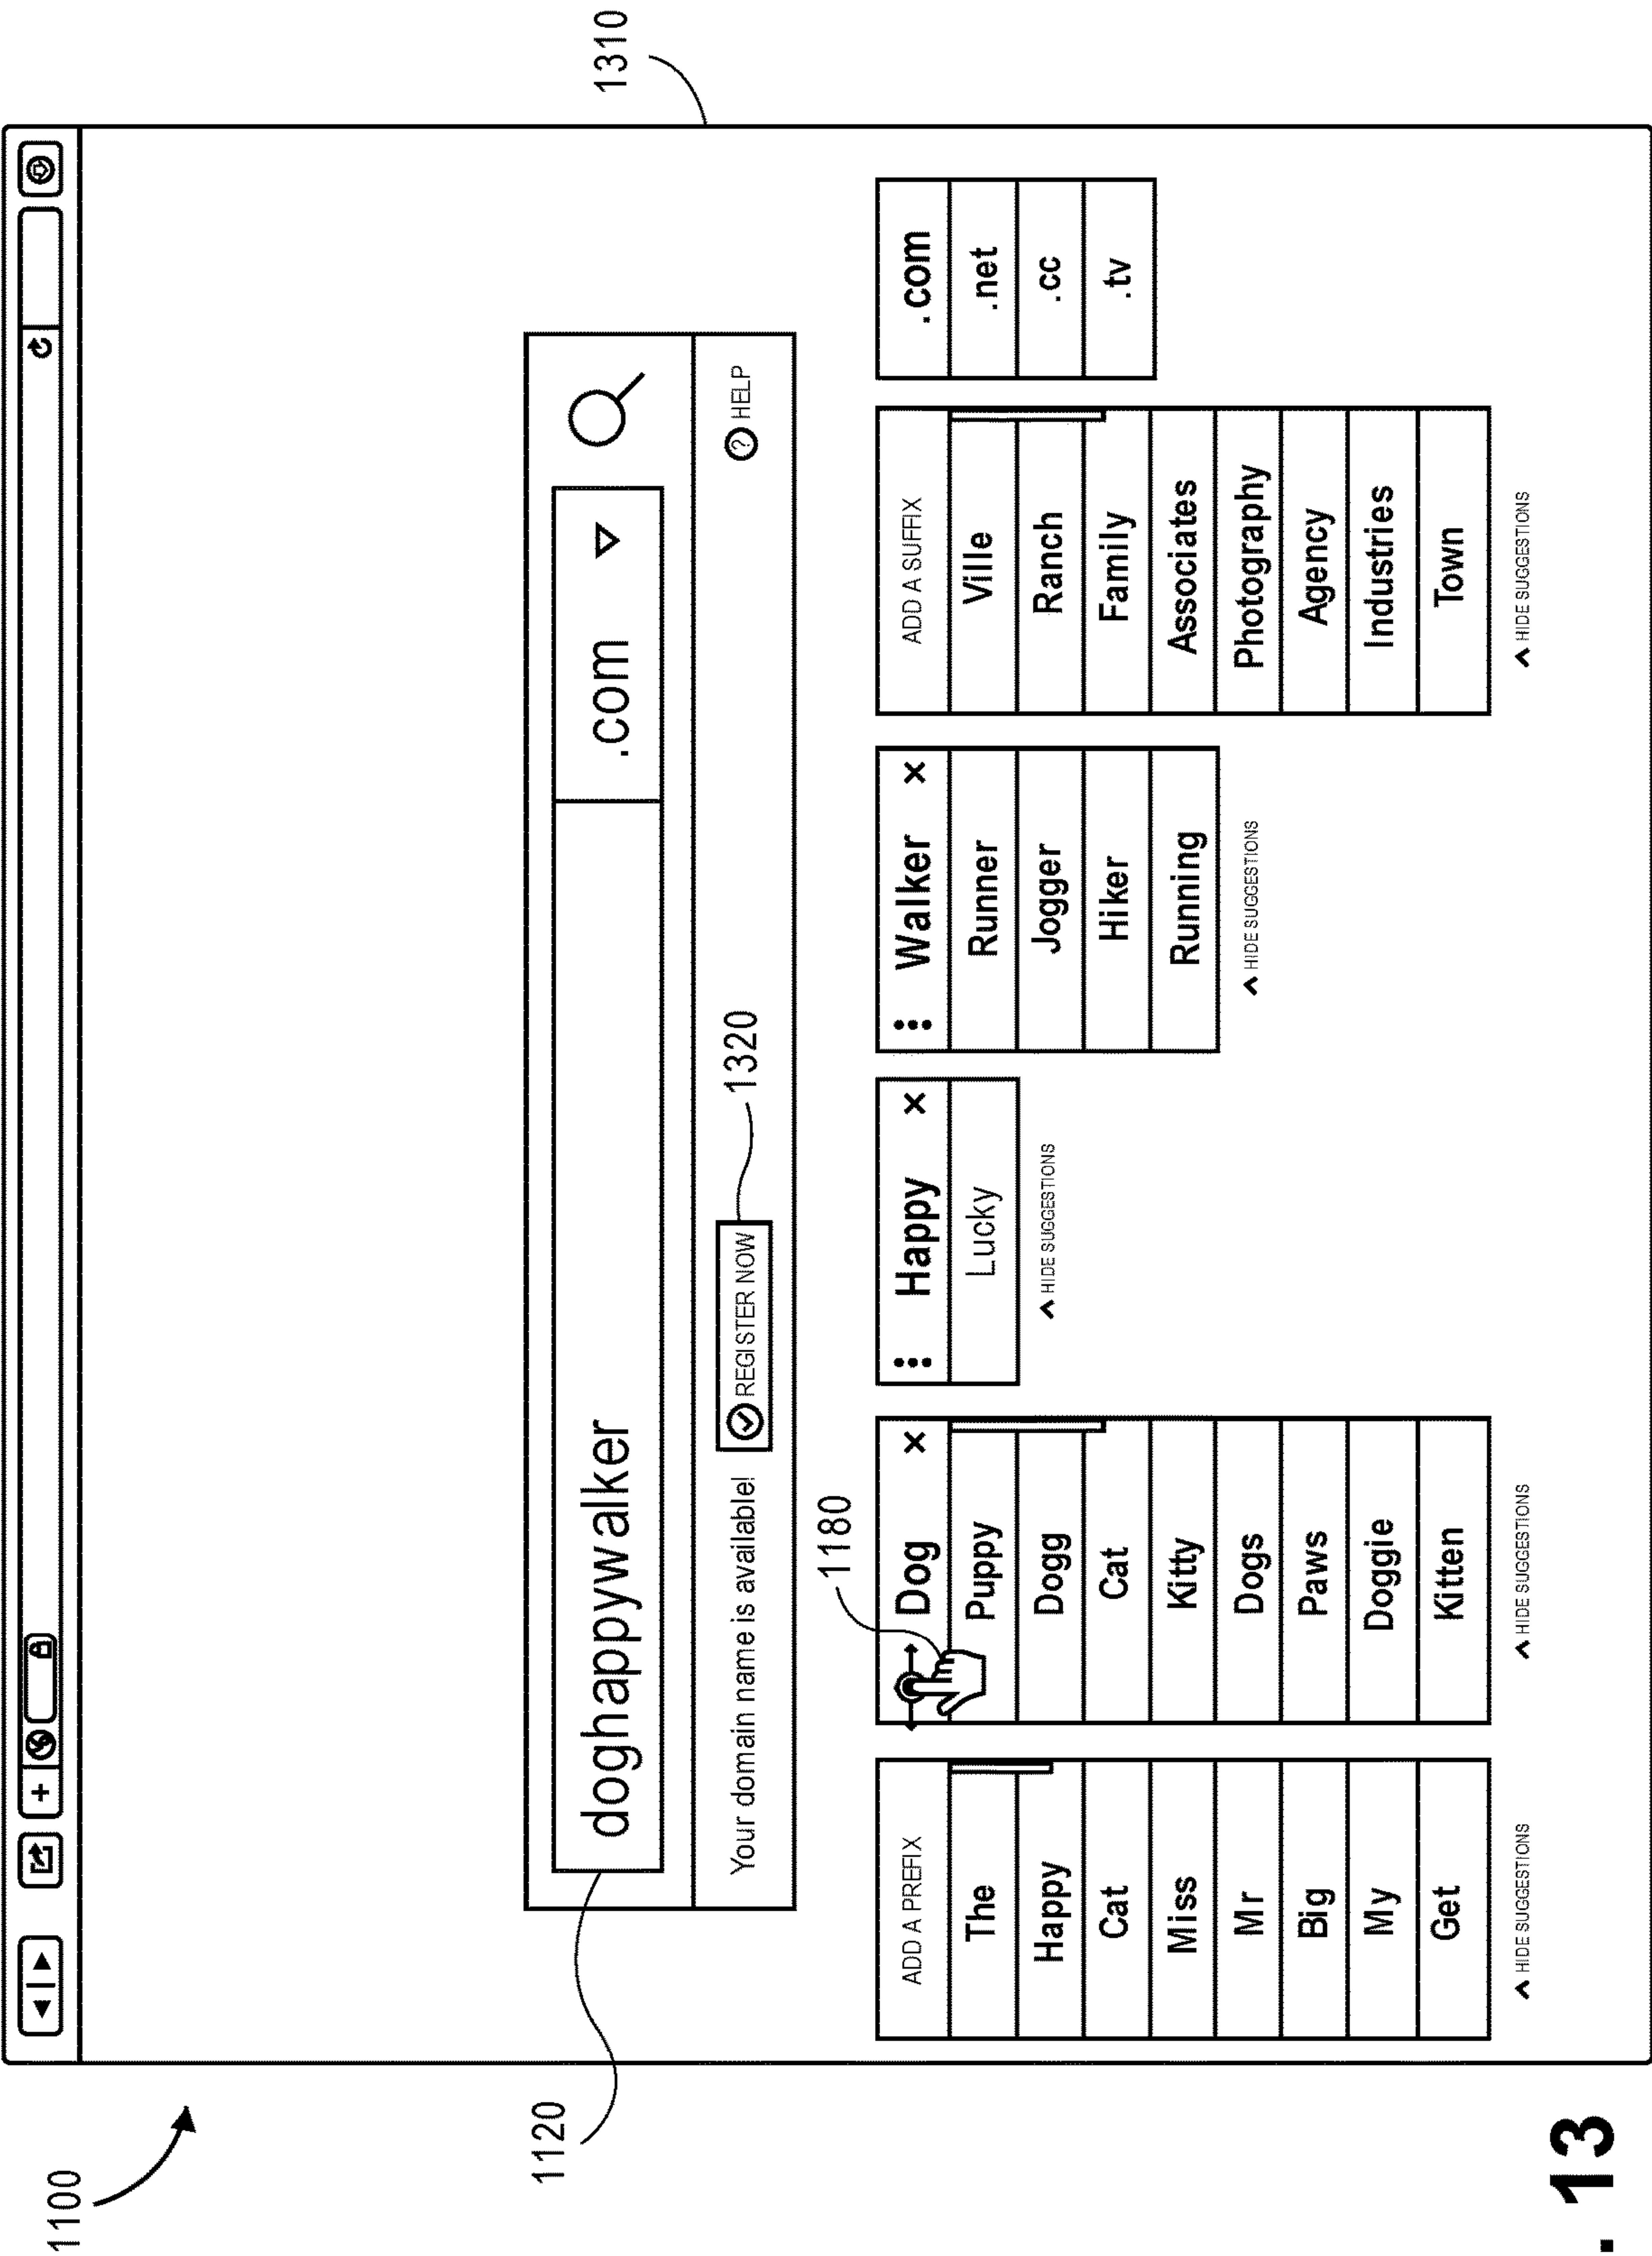 1100
1310
1120
doghappywalker
.com
Your domain name is available!
REGISTER NOW
1320
? HELP
1180
ADD A PREFIX
The
Happy
Cat
Miss
Mr
Big
My
Get
HIDE SUGGESTIONS
Dog ×
Puppy
Dogg
Cat
Kitty
Dogs
Paws
Doggie
Kitten
HIDE SUGGESTIONS
Happy ×
Lucky
HIDE SUGGESTIONS
Walker ×
Runner
Jogger
Hiker
Running
HIDE SUGGESTIONS
ADD A SUFFIX
Ville
Ranch
Family
Associates
Photography
Agency
Industries
Town
HIDE SUGGESTIONS
.com
.net
.cc
.tv
. 13